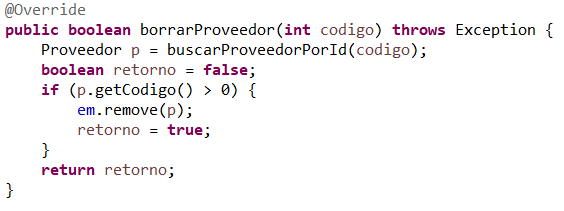 @Override
public boolean borrarProveedor(int codigo) throws Exception {
    Proveedor p = buscarProveedorPorId(codigo);
    boolean retorno = false;
    if (p.getCodigo() > 0) {
        em.remove(p);
        retorno = true;
    }
    return retorno;
}